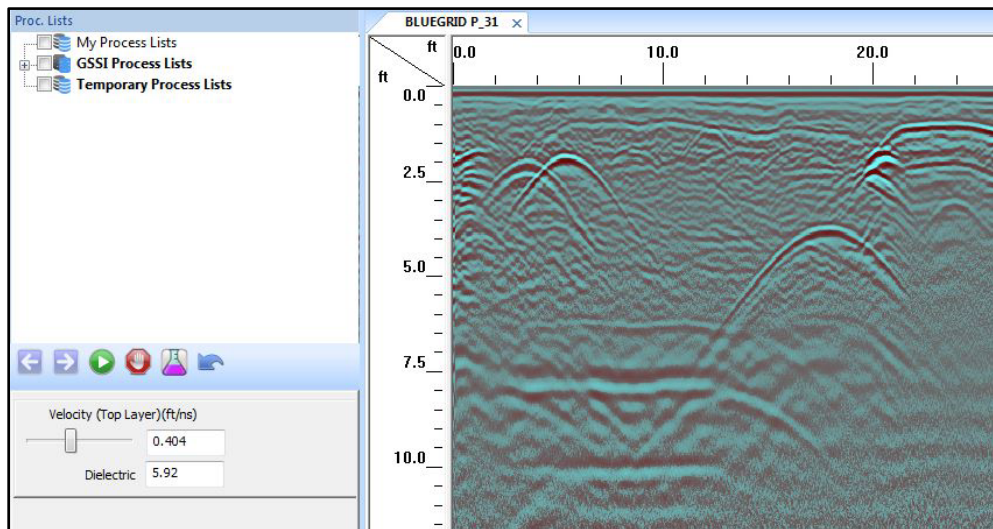 Proc. Lists
My Process Lists
GSSI Process Lists
Temporary Process Lists
Velocity (Top Layer)(ft/ns)
0.404
Dielectric 5.92
BLUEGRID P_31 ×
ft
ft
0.0 10.0 20.0
0.0
2.5
5.0
7.5
10.0